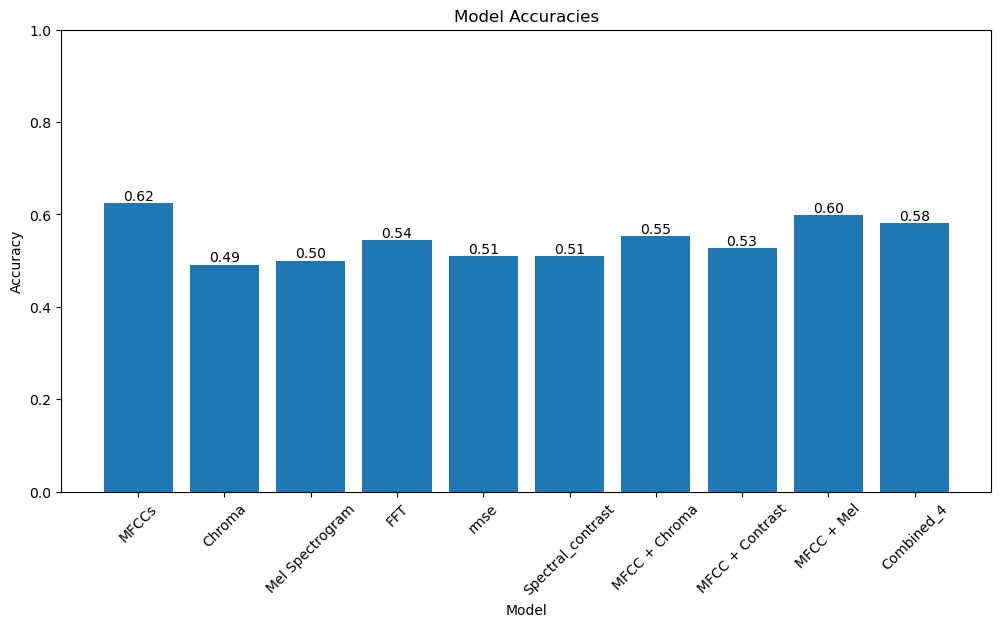 Model Accuracies
Accuracy
1.0
0.8
0.6
0.4
0.2
0.0
0.62
0.49
0.50
0.54
0.51
0.51
0.55
0.53
0.60
0.58
MFCCs
Chroma
Mel Spectrogram
FFT
rmse
Spectral_contrast
MFCC + Chroma
MFCC + Contrast
MFCC + Mel
Combined_4
Model